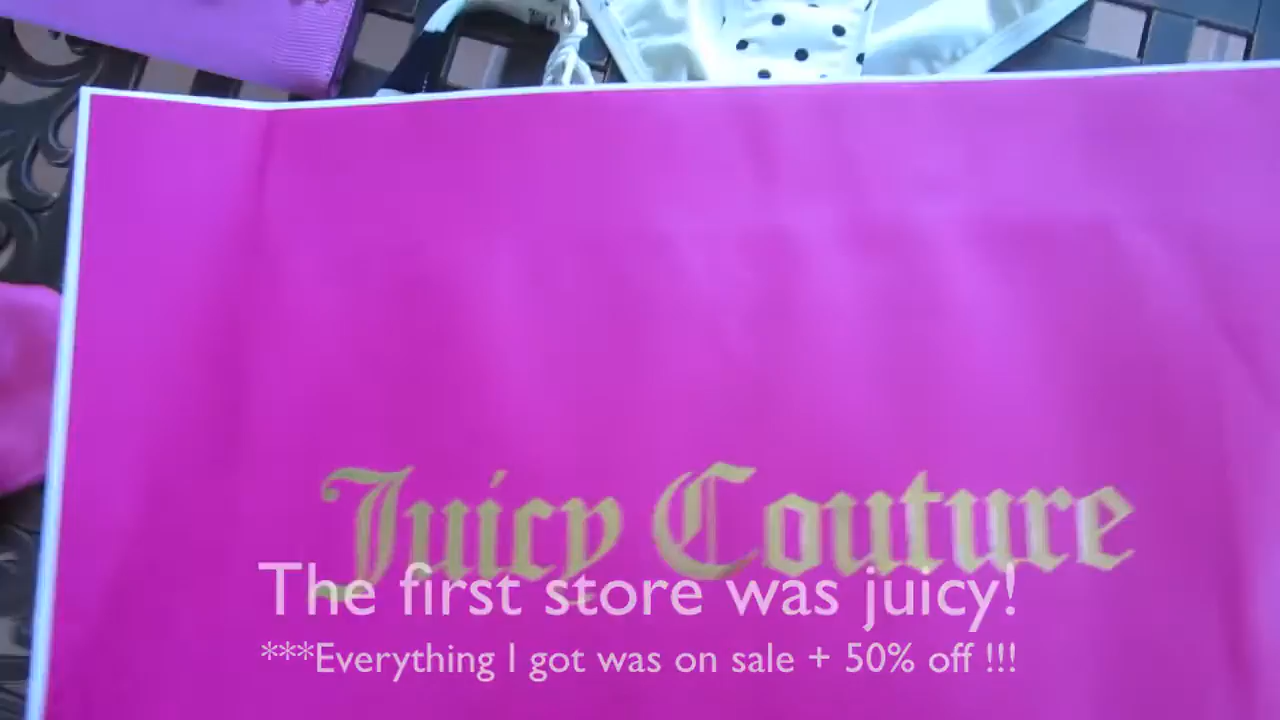 Juicy Couture
The first store was juicy!
***Everything I got was on sale + 50% off !!!